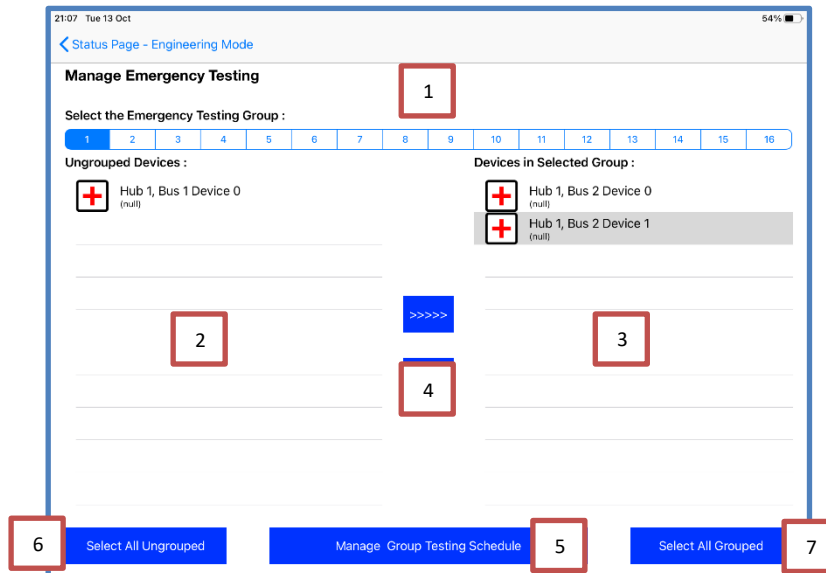 21:07 Tue 13 Oct 54%
Status Page - Engineering Mode
Manage Emergency Testing
1
Select the Emergency Testing Group :
1 2 3 4 5 6 7 8 9 10 11 12 13 14 15 16
Ungrouped Devices : Devices in Selected Group :
Hub 1, Bus 1 Device 0 Hub 1, Bus 2 Device 0
(null) (null)
Hub 1, Bus 2 Device 1
(null)
>>>>>
2 3
4
6 Select All Ungrouped Manage Group Testing Schedule 5 Select All Grouped 7